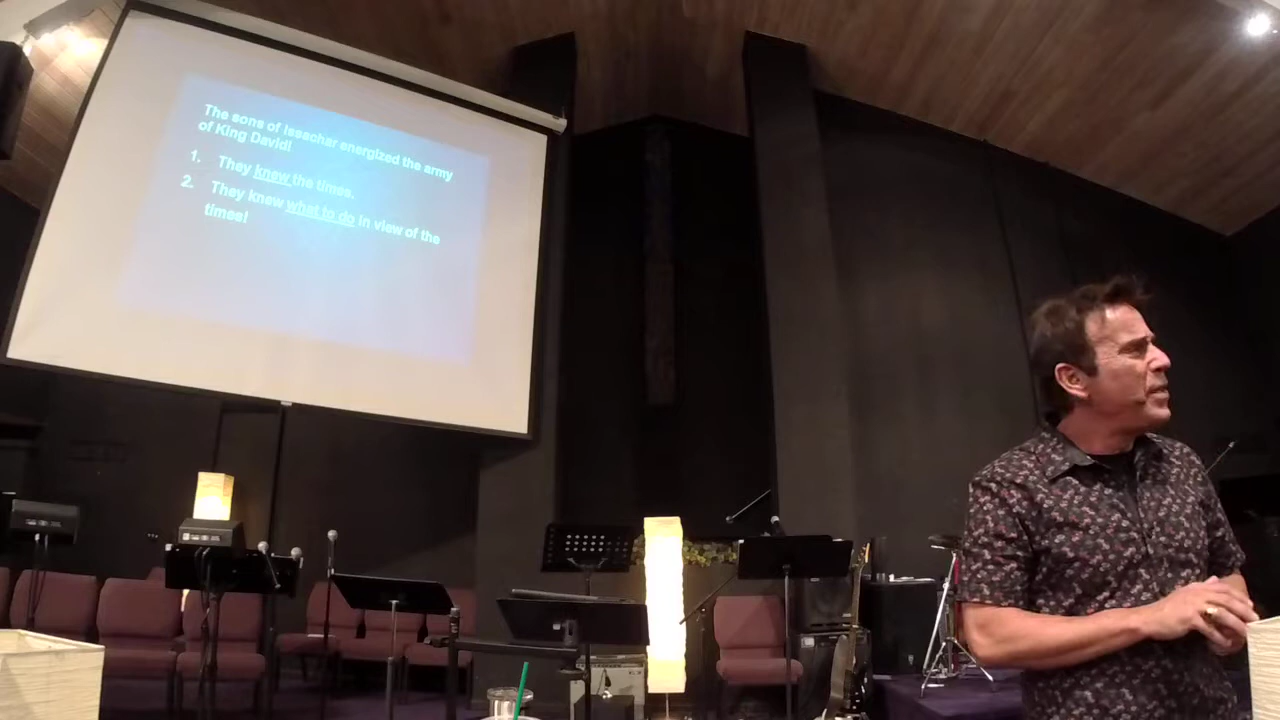 The sons of Issachar energized the army
of King David!
1. They knew the times.
2. They knew what to do in view of the
times!